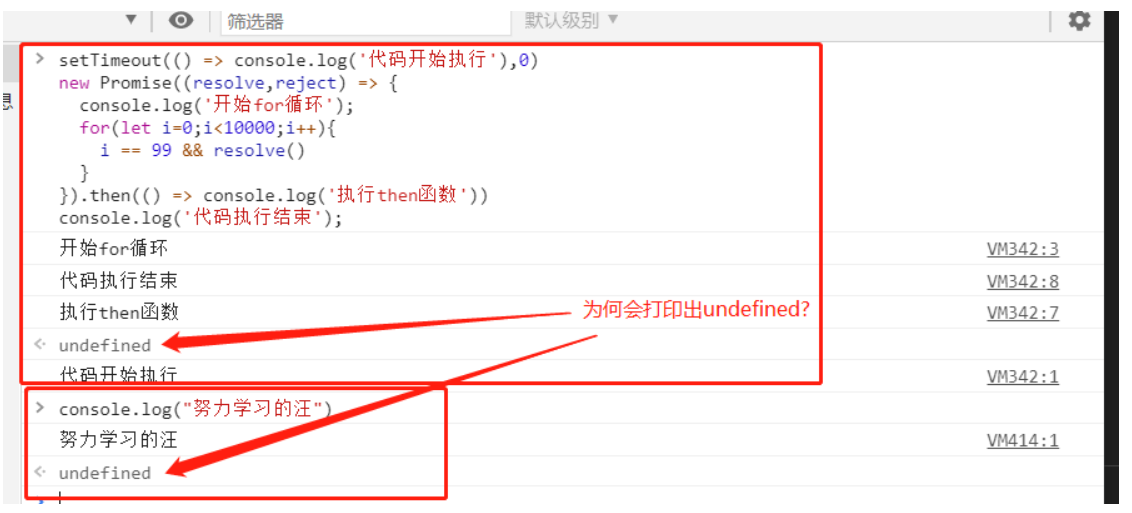 筛选器 默认级别 ▼
息
> setTimeout(() => console.log('代码开始执行'),0)
new Promise((resolve,reject) => {
console.log('开始for循环');
for(let i=0;i<10000;i++){
i == 99 && resolve()
}
}).then(() => console.log('执行then函数'))
console.log('代码执行结束');
开始for循环 VM342:3
代码执行结束 VM342:8
执行then函数 VM342:7
为何会打印出undefined?
undefined
代码开始执行 VM342:1
> console.log("努力学习的汪")
努力学习的汪 VM414:1
undefined